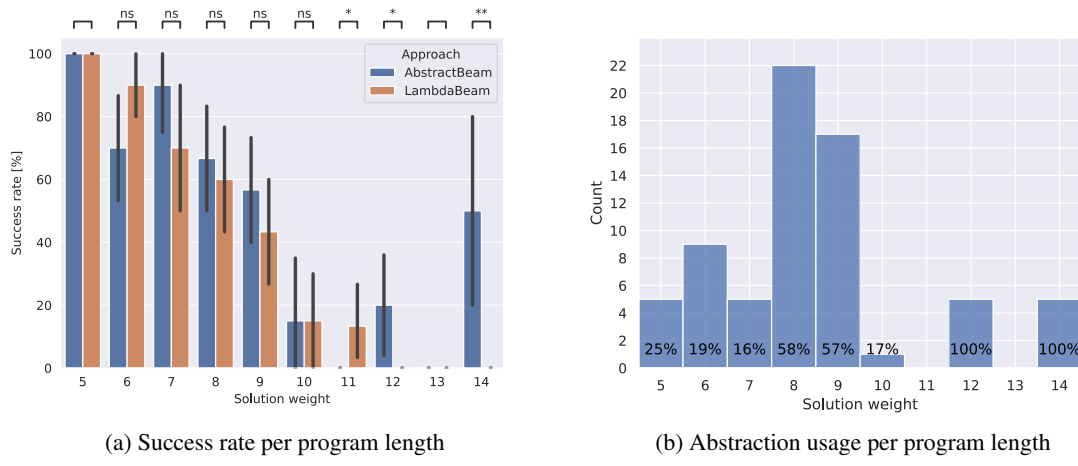 ns ns ns ns ns * * **
Approach
AbstractBeam
LambdaBeam
100
80
60
40
20
0
Success rate [%]
5 6 7 8 9 10 11 12 13 14
Solution weight
(a) Success rate per program length
22
20
18
16
14
12
10
8
6
4
2
0
Count
25% 19% 16% 58% 57% 17% 100% 100%
5 6 7 8 9 10 11 12 13 14
Solution weight
(b) Abstraction usage per program length